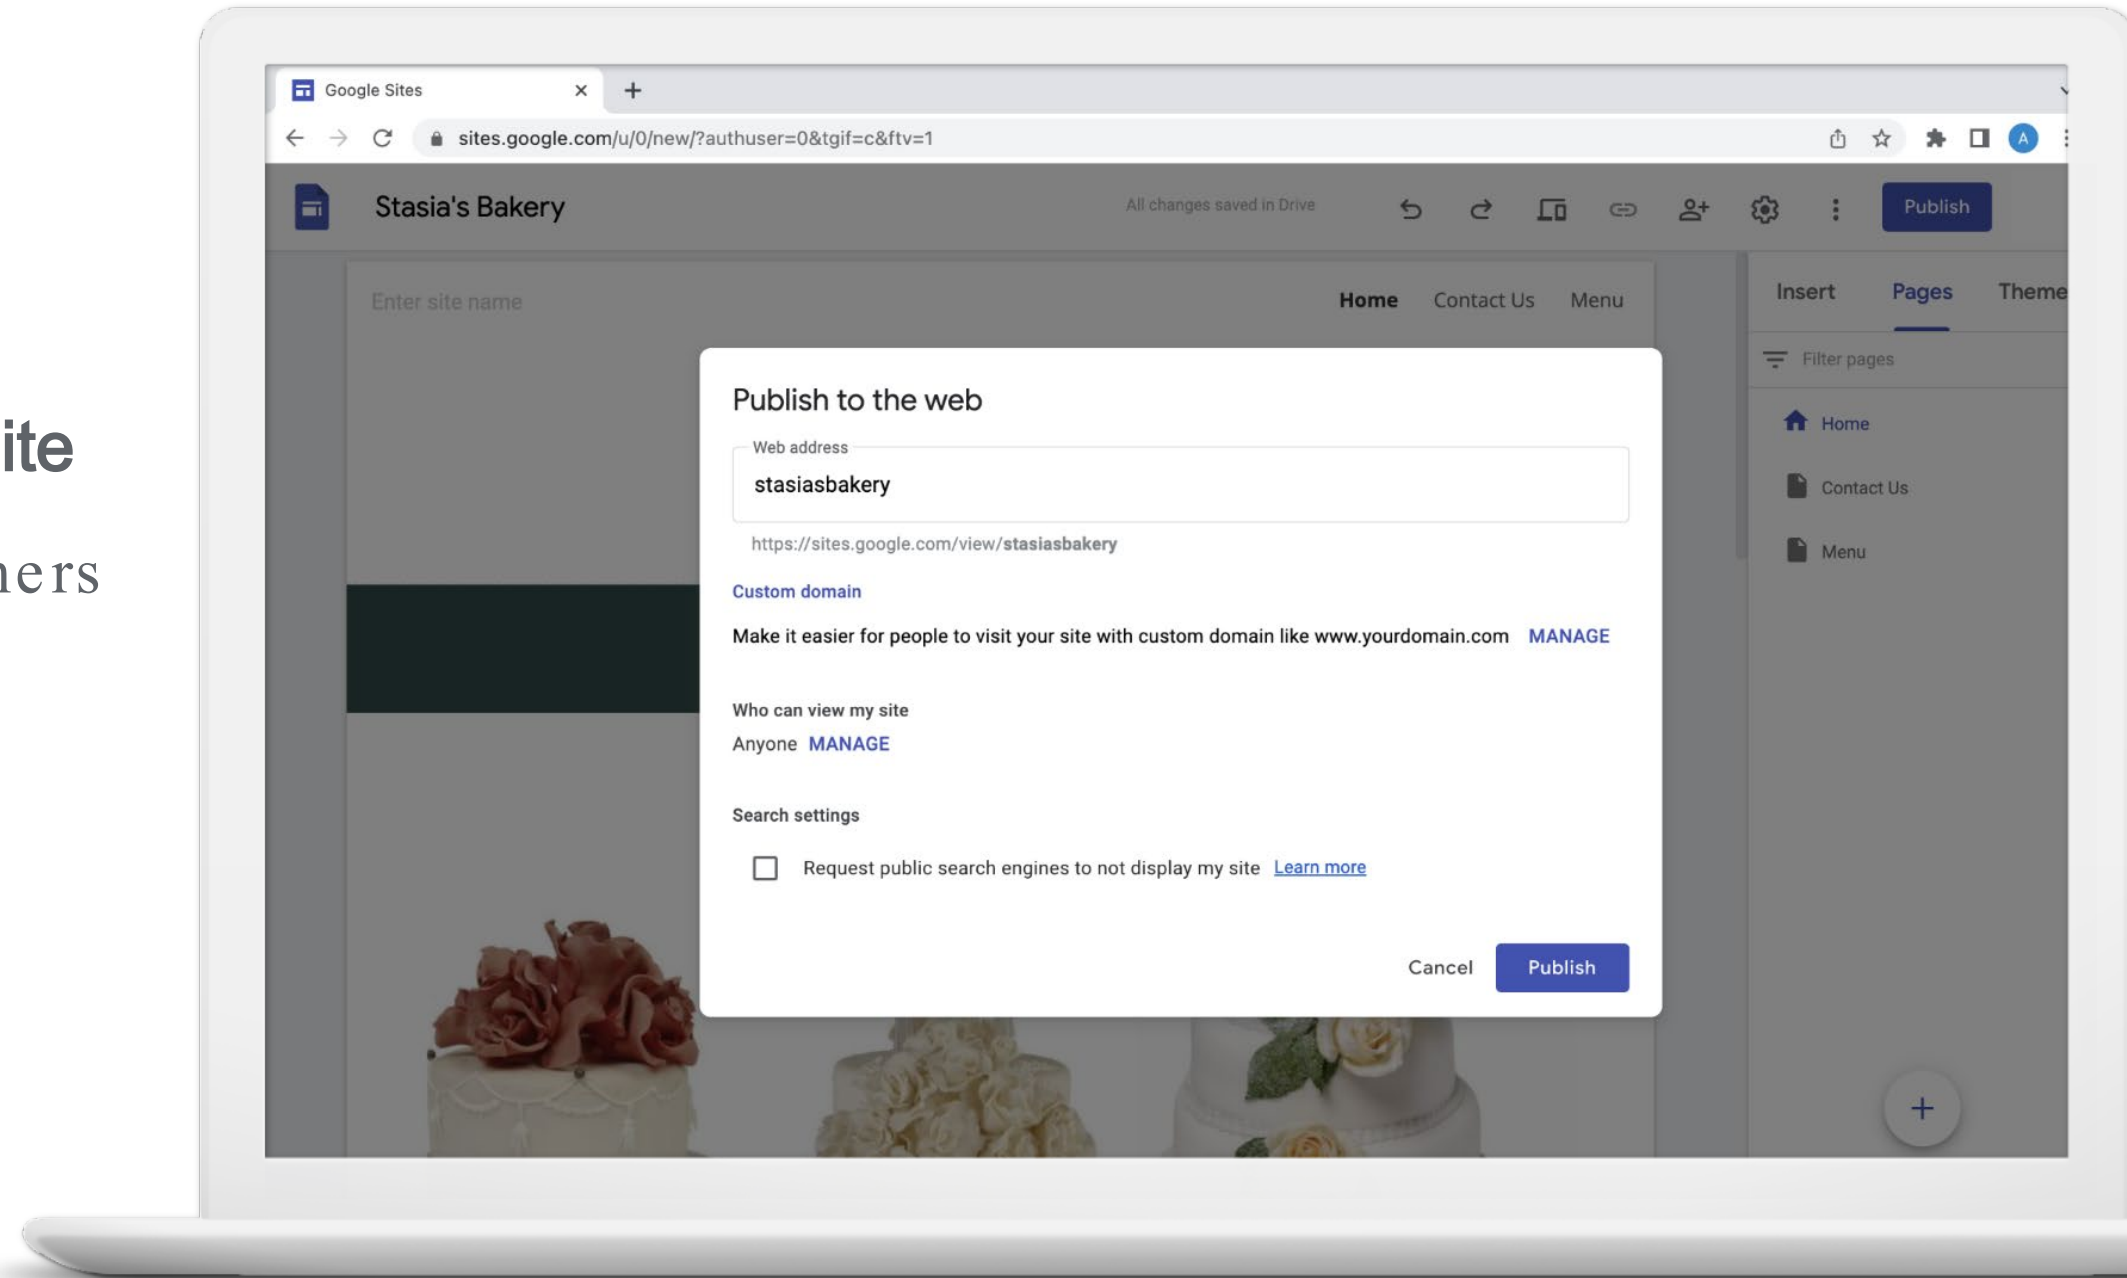 Google Sites
sites.google.com/u/0/new/?authuser=0&tgif=c&ftv=1
A
Stasia's Bakery
All changes saved in Drive
Publish
Enter site name
Home Contact Us Menu
Insert Pages Theme
Filter pages
Home
Contact Us
Menu
Publish to the web
Web address
stasiasbakery
https://sites.google.com/view/stasiasbakery
Custom domain
Make it easier for people to visit your site with custom domain like www.yourdomain.com MANAGE
Who can view my site
Anyone MANAGE
Search settings
Request public search engines to not display my site Learn more
Cancel Publish